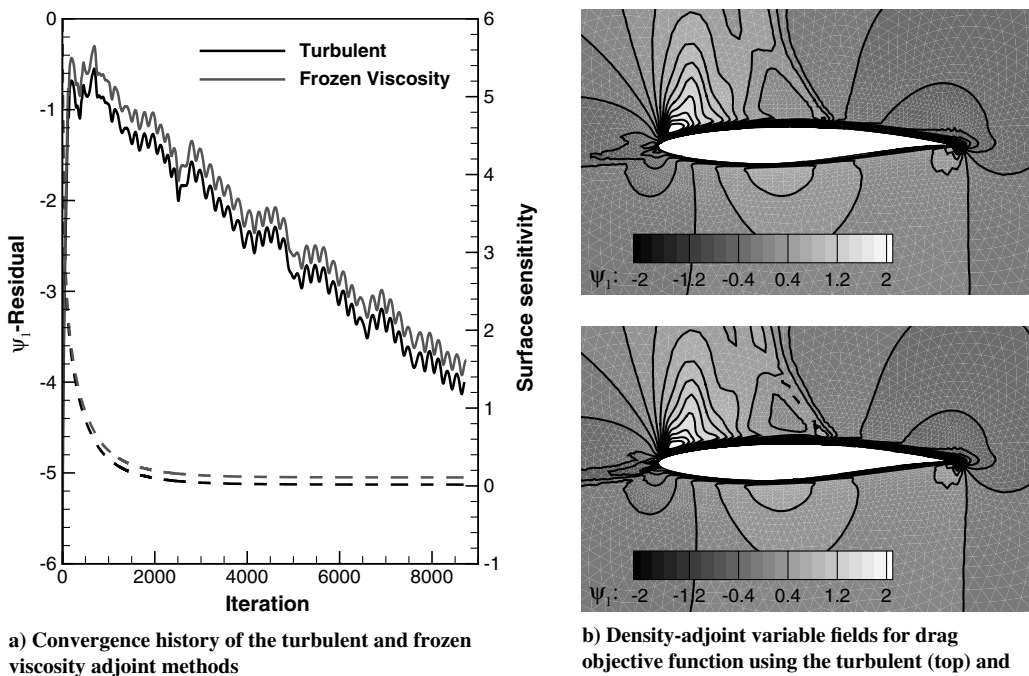 0
-1
-2
-3
-4
-5
-6
ψ₁-Residual
6
5
4
3
2
1
0
-1
Surface sensitivity
Turbulent
Frozen Viscosity
0 2000 4000 6000 8000
Iteration
a) Convergence history of the turbulent and frozen
viscosity adjoint methods
ψ₁: -2 -1.2 -0.4 0.4 1.2 2
ψ₁: -2 -1.2 -0.4 0.4 1.2 2
b) Density-adjoint variable fields for drag
objective function using the turbulent (top) and